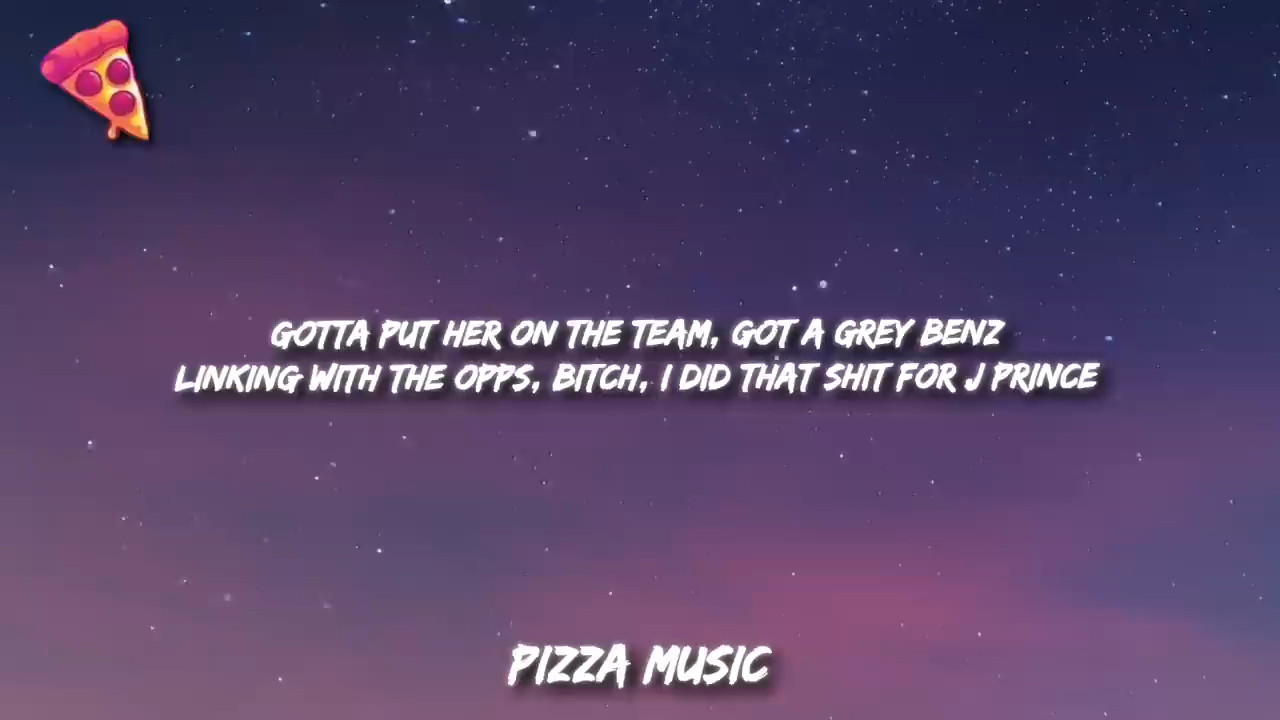 GOTTA PUT HER ON THE TEAM, GOT A GREY BENZ
LINKING WITH THE OPPS, BITCH, I DID THAT SHIT FOR J PRINCE
PIZZA MUSIC